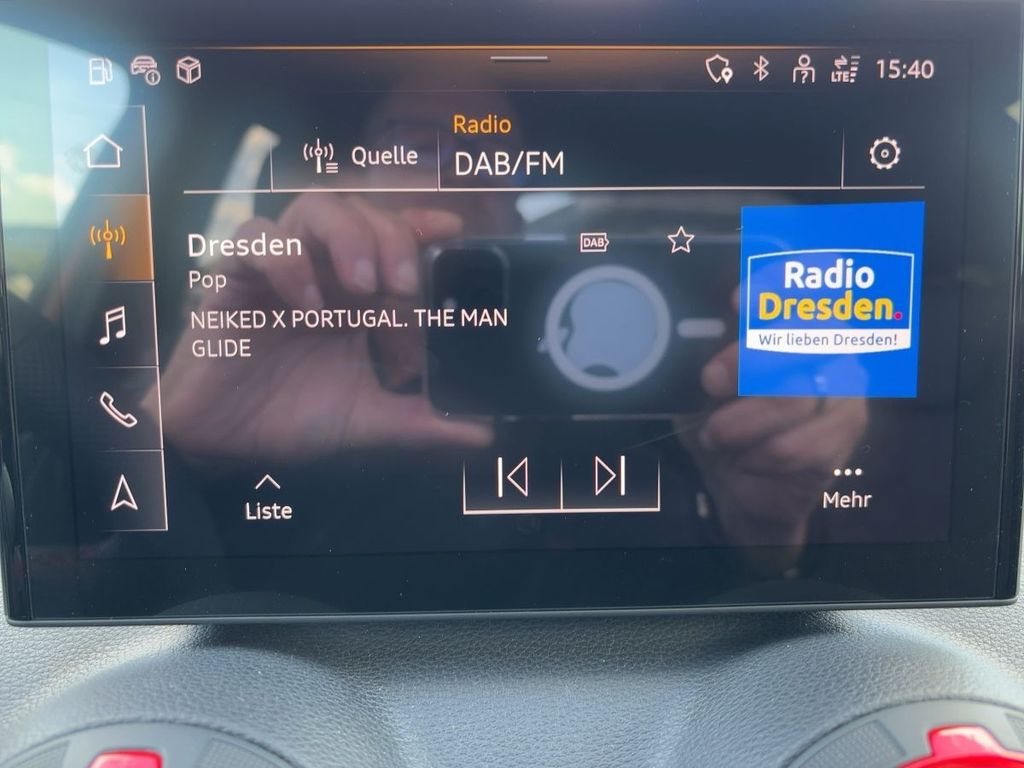 LTE
15:40
Quelle
Radio
DAB/FM
Dresden
DAB
Pop
NEIKED X PORTUGAL. THE MAN
GLIDE
Radio
Dresden.
Wir lieben Dresden!
Liste
Mehr